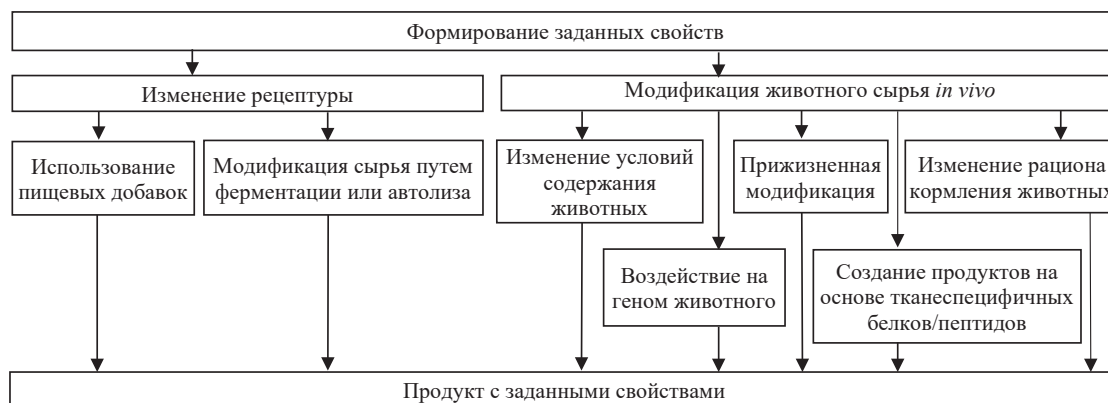 Формирование заданных свойств
Изменение рецептуры
Модификация животного сырья in vivo
Использование
пищевых добавок
Модификация сырья путем
ферментации или автолиза
Изменение условий
содержания
животных
Прижизненная
модификация
Изменение рациона
кормления животных
Воздействие на
геном животного
Создание продуктов на
основе тканеспецифичных
белков/пептидов
Продукт с заданными свойствами